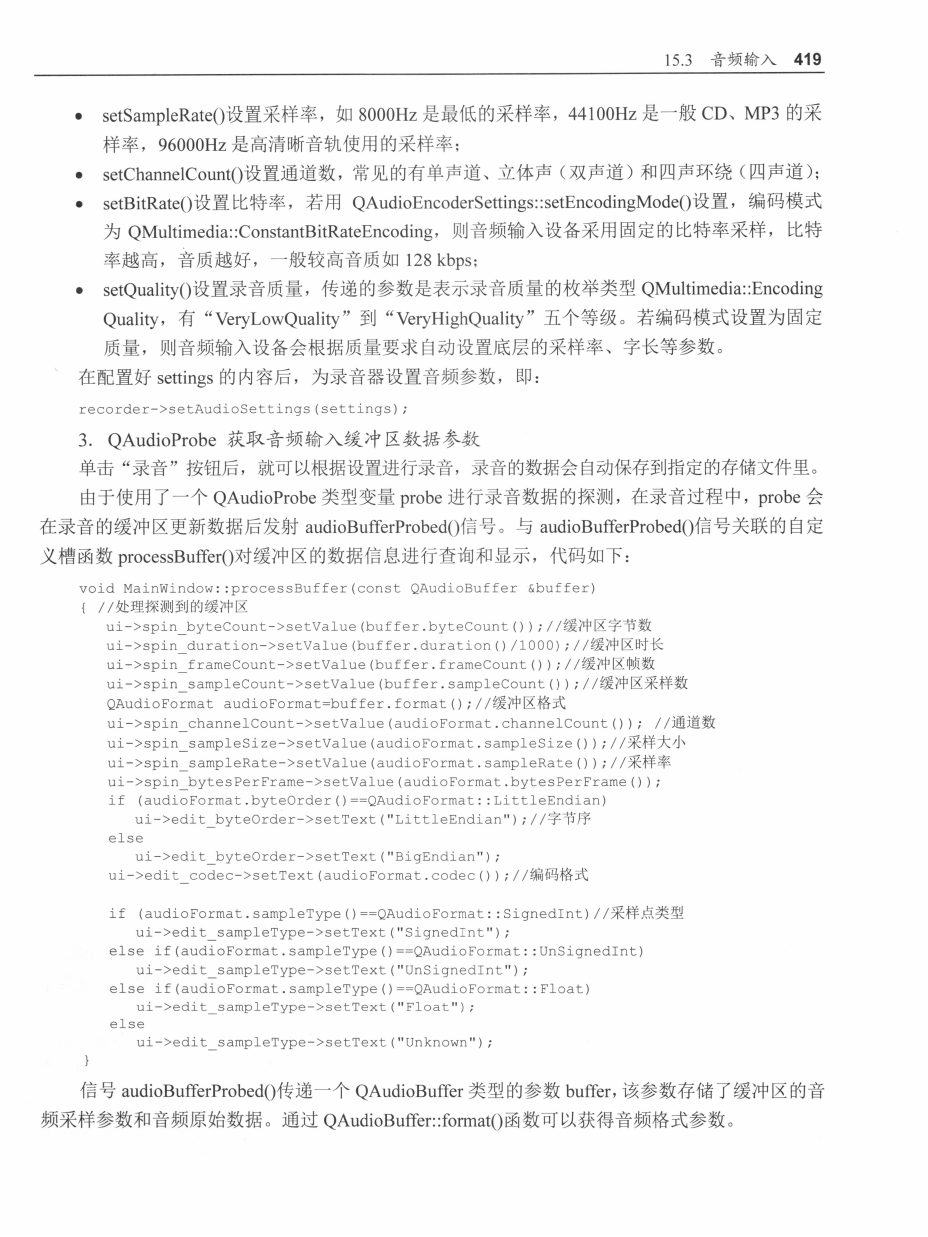 15.3 音频输入 419
• setSampleRate()设置采样率，如 8000Hz 是最低的采样率，44100Hz 是一般 CD、MP3 的采
样率，96000Hz 是高清晰音轨使用的采样率；
• setChannelCount()设置通道数，常见的有单声道、立体声（双声道）和四声环绕（四声道）；
• setBitRate()设置比特率，若用 QAudioEncoderSettings::setEncodingMode()设置，编码模式
为 QMultimedia::ConstantBitRateEncoding，则音频输入设备采用固定的比特率采样，比特
率越高，音质越好，一般较高音质如 128 kbps；
• setQuality()设置录音质量，传递的参数是表示录音质量的枚举类型 QMultimedia::Encoding
Quality，有“VeryLowQuality”到“VeryHighQuality”五个等级。若编码模式设置为固定
质量，则音频输入设备会根据质量要求自动设置底层的采样率、字长等参数。
在配置好 settings 的内容后，为录音器设置音频参数，即：
recorder->setAudioSettings(settings);
3．QAudioProbe 获取音频输入缓冲区数据参数
单击“录音”按钮后，就可以根据设置进行录音，录音的数据会自动保存到指定的存储文件里。
由于使用了一个 QAudioProbe 类型变量 probe 进行录音数据的探测，在录音过程中，probe 会
在录音的缓冲区更新数据后发射 audioBufferProbed()信号。与 audioBufferProbed()信号关联的自定
义槽函数 processBuffer()对缓冲区的数据信息进行查询和显示，代码如下：
void MainWindow::processBuffer(const QAudioBuffer &buffer)
{ //处理探测到的缓冲区
ui->spin_byteCount->setValue(buffer.byteCount());//缓冲区字节数
ui->spin_duration->setValue(buffer.duration()/1000);//缓冲区时长
ui->spin_frameCount->setValue(buffer.frameCount());//缓冲区帧数
ui->spin_sampleCount->setValue(buffer.sampleCount());//缓冲区采样数
QAudioFormat audioFormat=buffer.format();//缓冲区格式
ui->spin_channelCount->setValue(audioFormat.channelCount()); //通道数
ui->spin_sampleSize->setValue(audioFormat.sampleSize());//采样大小
ui->spin_sampleRate->setValue(audioFormat.sampleRate());//采样率
ui->spin_bytesPerFrame->setValue(audioFormat.bytesPerFrame());
if (audioFormat.byteOrder()==QAudioFormat::LittleEndian)
ui->edit_byteOrder->setText("LittleEndian");//字节序
else
ui->edit_byteOrder->setText("BigEndian");
ui->edit_codec->setText(audioFormat.codec());//编码格式
if (audioFormat.sampleType()==QAudioFormat::SignedInt)//采样点类型
ui->edit_sampleType->setText("SignedInt");
else if(audioFormat.sampleType()==QAudioFormat::UnSignedInt)
ui->edit_sampleType->setText("UnSignedInt");
else if(audioFormat.sampleType()==QAudioFormat::Float)
ui->edit_sampleType->setText("Float");
else
ui->edit_sampleType->setText("Unknown");
}
信号 audioBufferProbed()传递一个 QAudioBuffer 类型的参数 buffer，该参数存储了缓冲区的音
频采样参数和音频原始数据。通过 QAudioBuffer::format()函数可以获得音频格式参数。